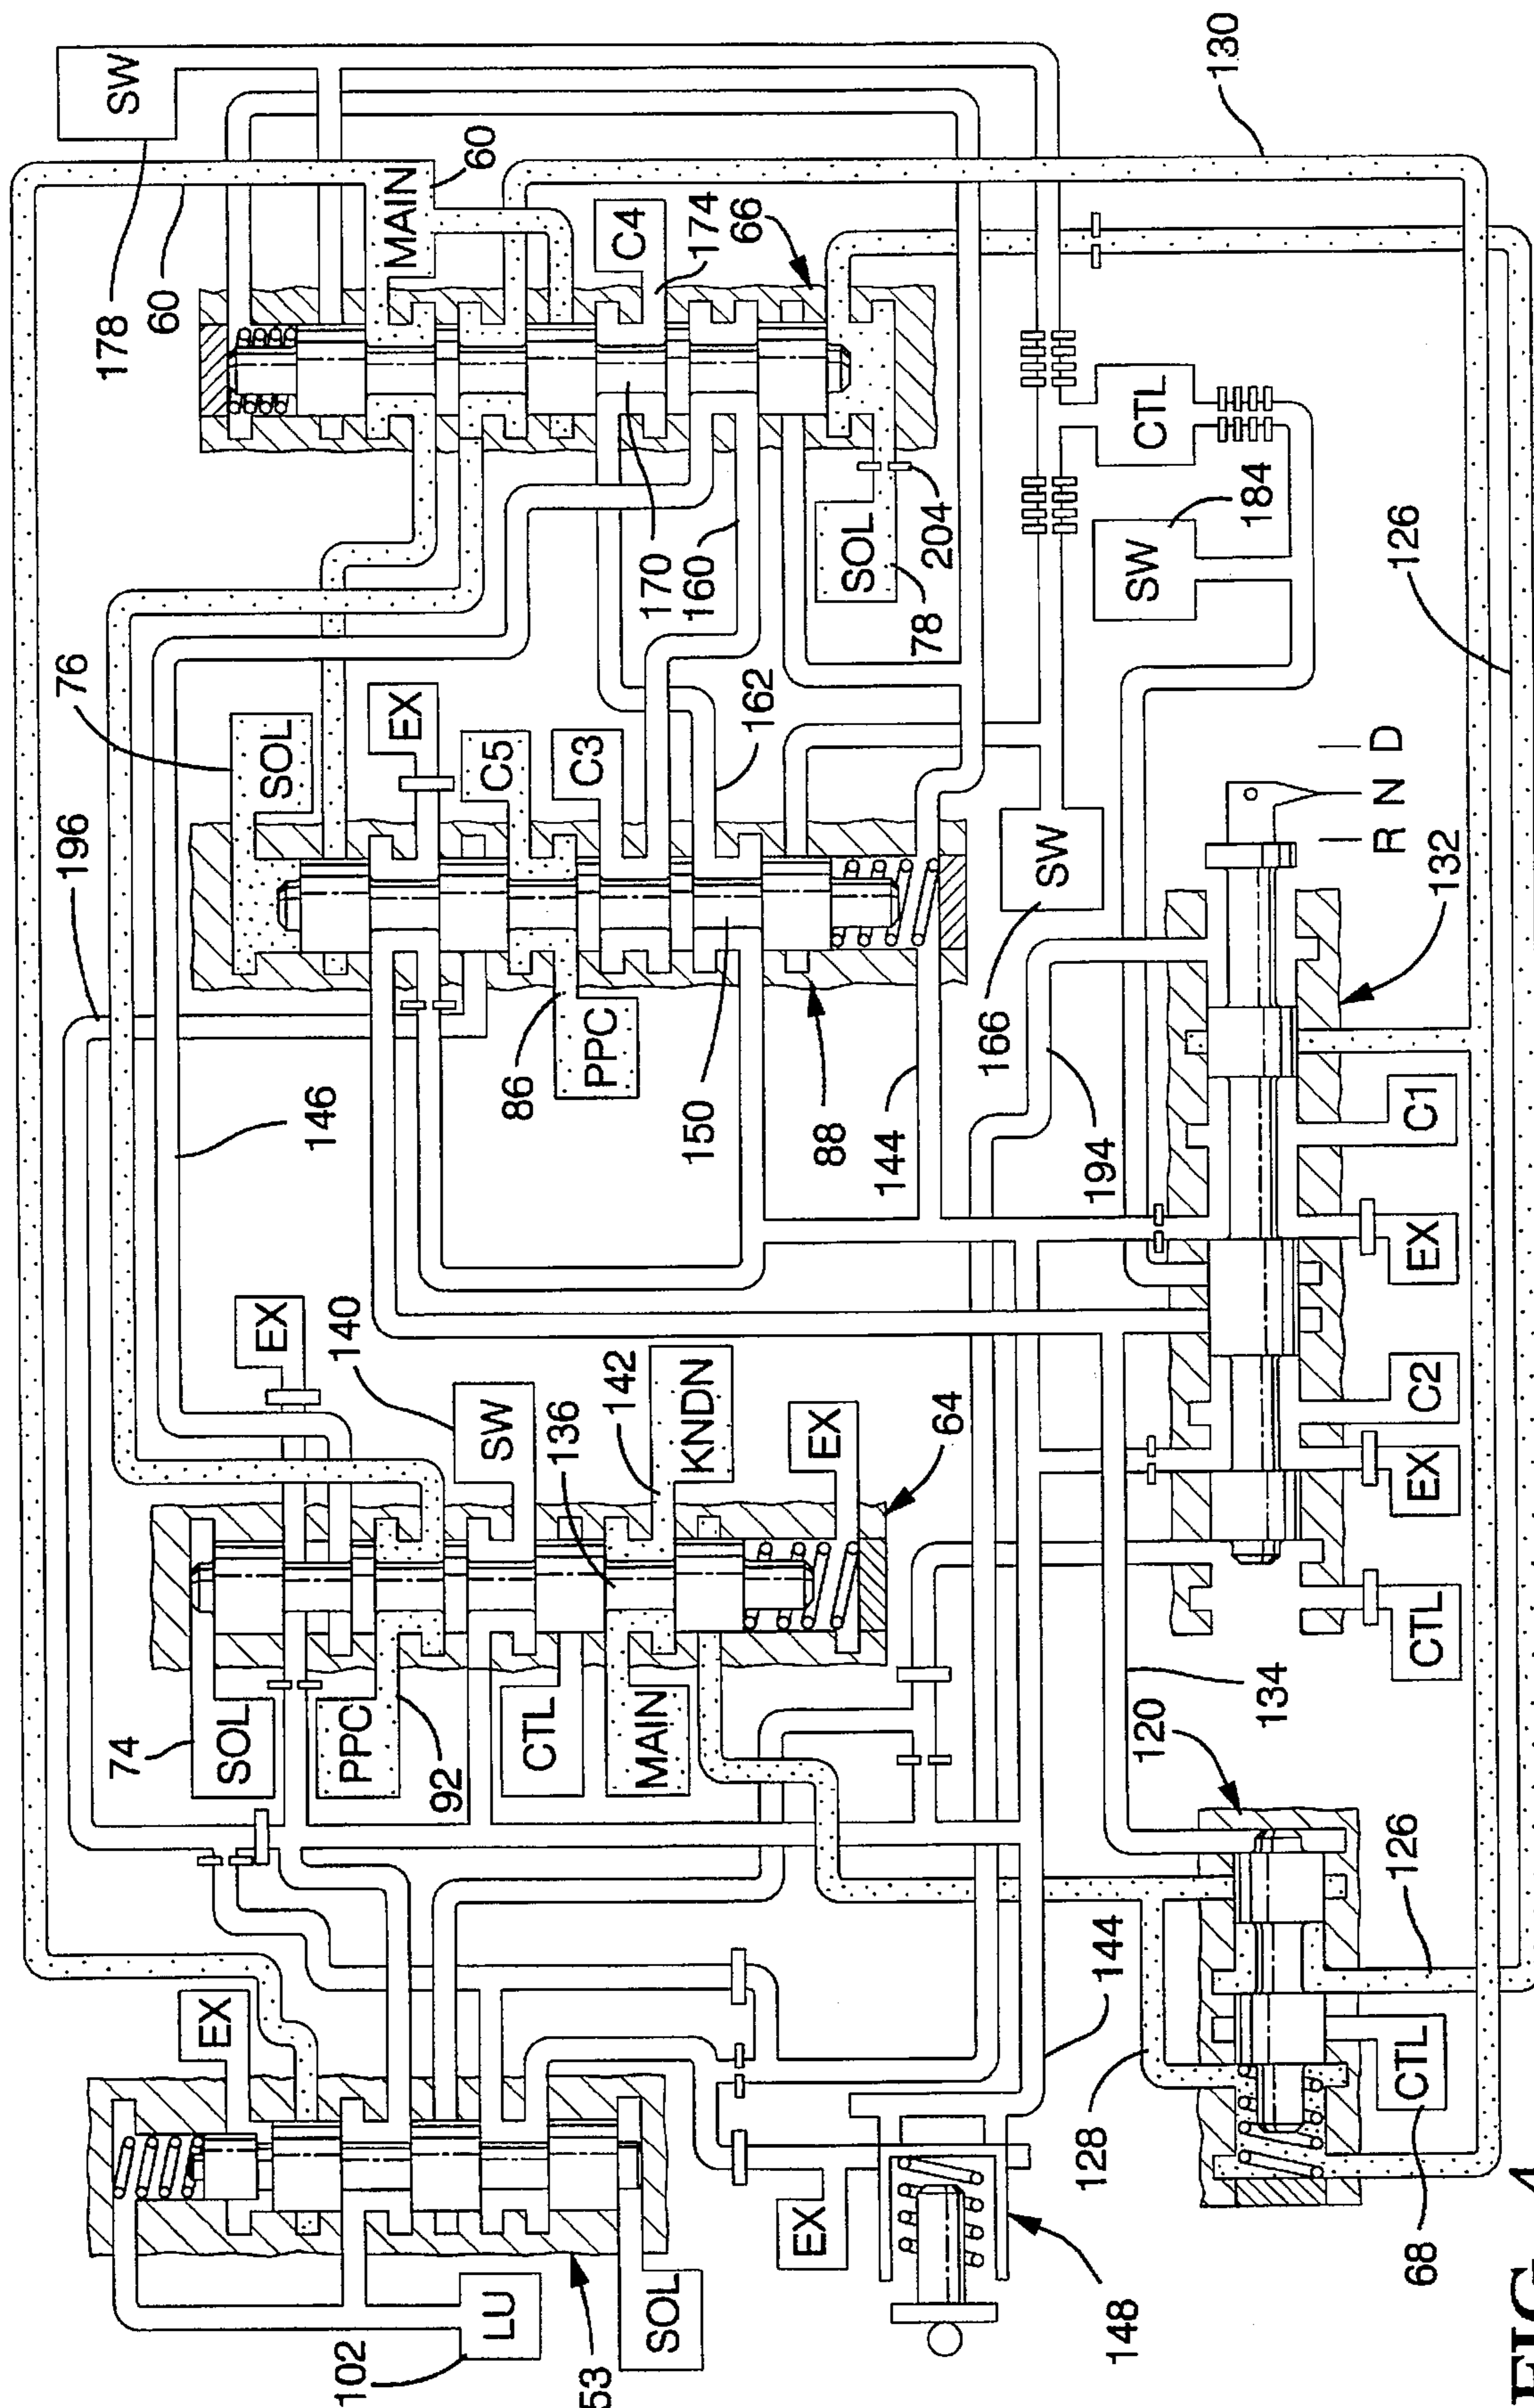 SW
178
60
MAIN
60
130
C4
174
66
76
SOL
EX
C5
C3
170
160
162
SOL
78
204
CTL
SW
184
126
196
146
86
PPC
150
88
144
SW
166
194
R N D
132
C1
EX
C2
EX
CTL
EX
140
SW
136
142
KNDN
EX
64
74
SOL
PPC
92
CTL
MAIN
134
120
126
EX
144
128
CTL
68
EX
148
102
LU
53
SOL